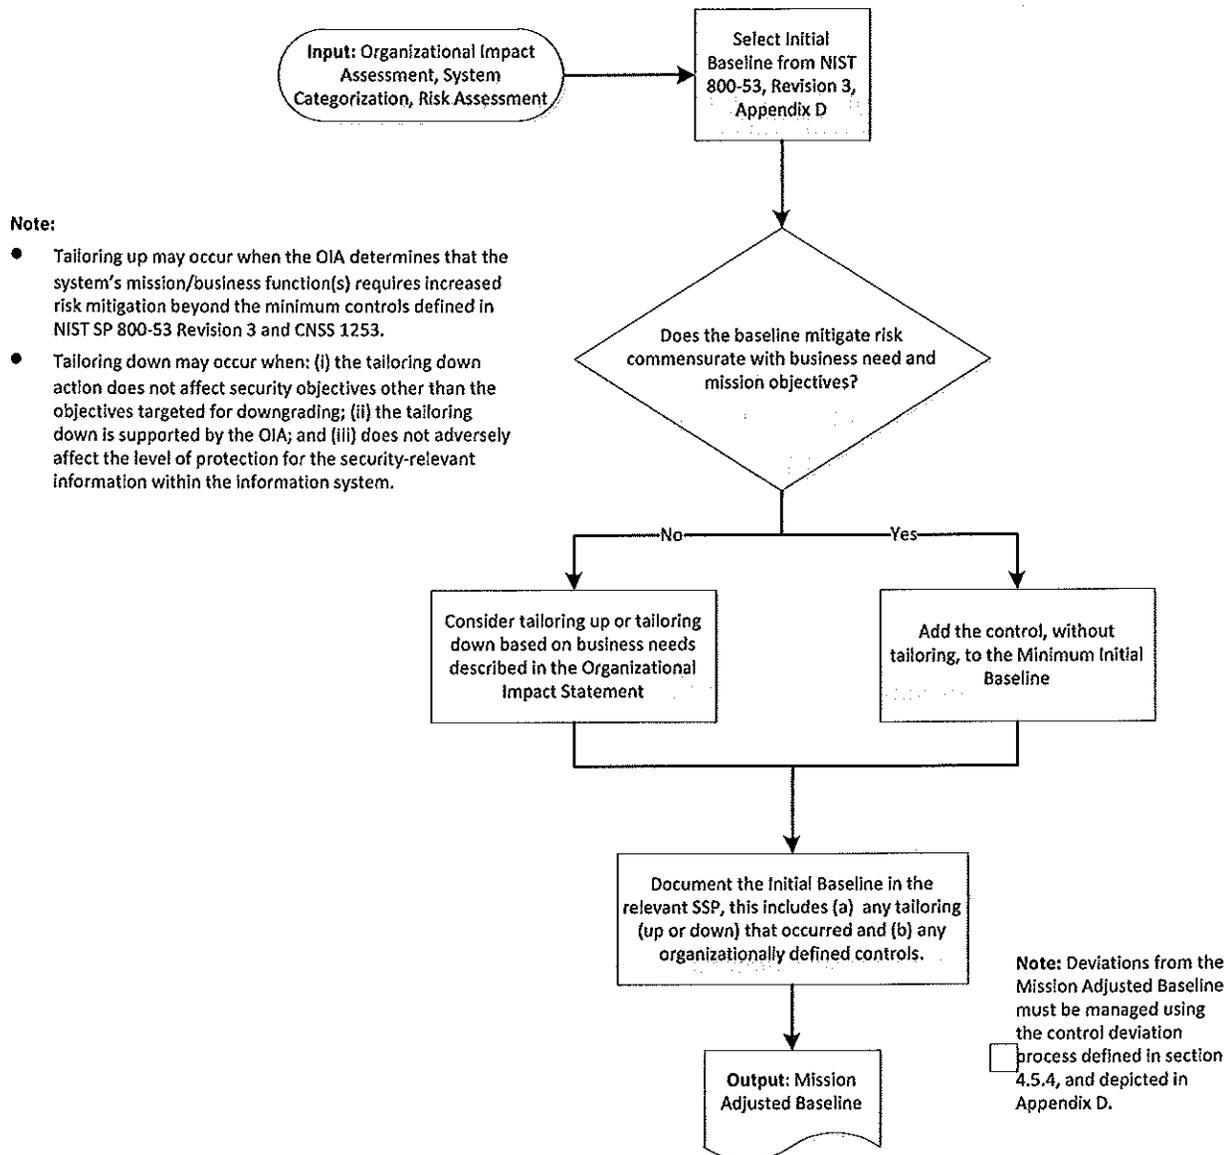 Input: Organizational Impact
Assessment, System
Categorization, Risk Assessment
Select Initial
Baseline from NIST
800-53, Revision 3,
Appendix D
Note:
● Tailoring up may occur when the OIA determines that the
system's mission/business function(s) requires increased
risk mitigation beyond the minimum controls defined in
NIST SP 800-53 Revision 3 and CNSS 1253.
● Tailoring down may occur when: (i) the tailoring down
action does not affect security objectives other than the
objectives targeted for downgrading; (ii) the tailoring
down is supported by the OIA; and (iii) does not adversely
affect the level of protection for the security-relevant
information within the information system.
Does the baseline mitigate risk
commensurate with business need and
mission objectives?
No
Yes
Consider tailoring up or tailoring
down based on business needs
described in the Organizational
Impact Statement
Add the control, without
tailoring, to the Minimum Initial
Baseline
Document the Initial Baseline in the
relevant SSP, this includes (a) any tailoring
(up or down) that occurred and (b) any
organizationally defined controls.
Note: Deviations from the
Mission Adjusted Baseline
must be managed using
the control deviation
process defined in section
4.5.4, and depicted in
Appendix D.
Output: Mission
Adjusted Baseline